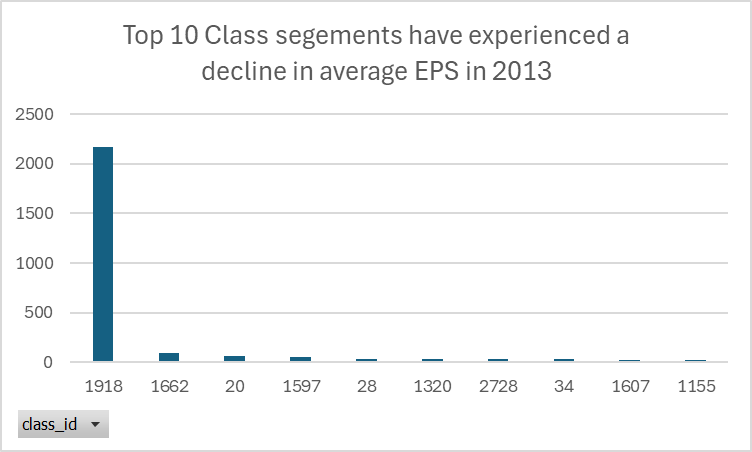 Top 10 Class segements have experienced a
decline in average EPS in 2013
2500
2000
1500
1000
500
0
1918 1662 20 1597 28 1320 2728 34 1607 1155
class_id